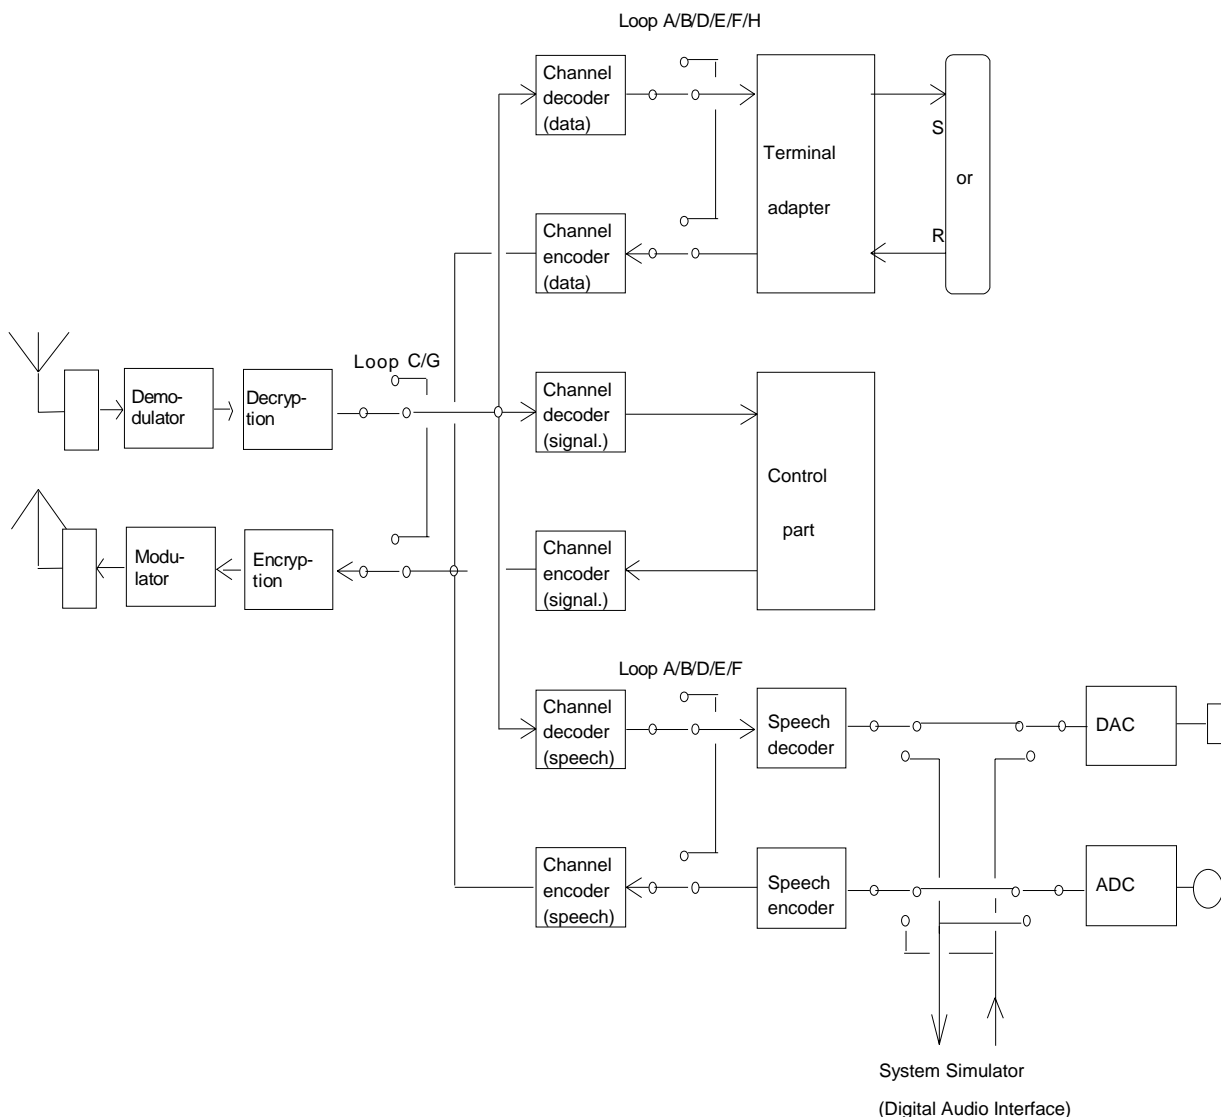 Loop A/B/D/E/F/H
Channel
decoder
(data)
Terminal
adapter
S
or
R
Channel
encoder
(data)
Loop C/G
Demo-
dulator
Decryp-
tion
Channel
decoder
(signal.)
Control
part
Modu-
lator
Encryp-
tion
Channel
encoder
(signal.)
Loop A/B/D/E/F
Channel
decoder
(speech)
Speech
decoder
DAC
Channel
encoder
(speech)
Speech
encoder
ADC
System Simulator
(Digital Audio Interface)